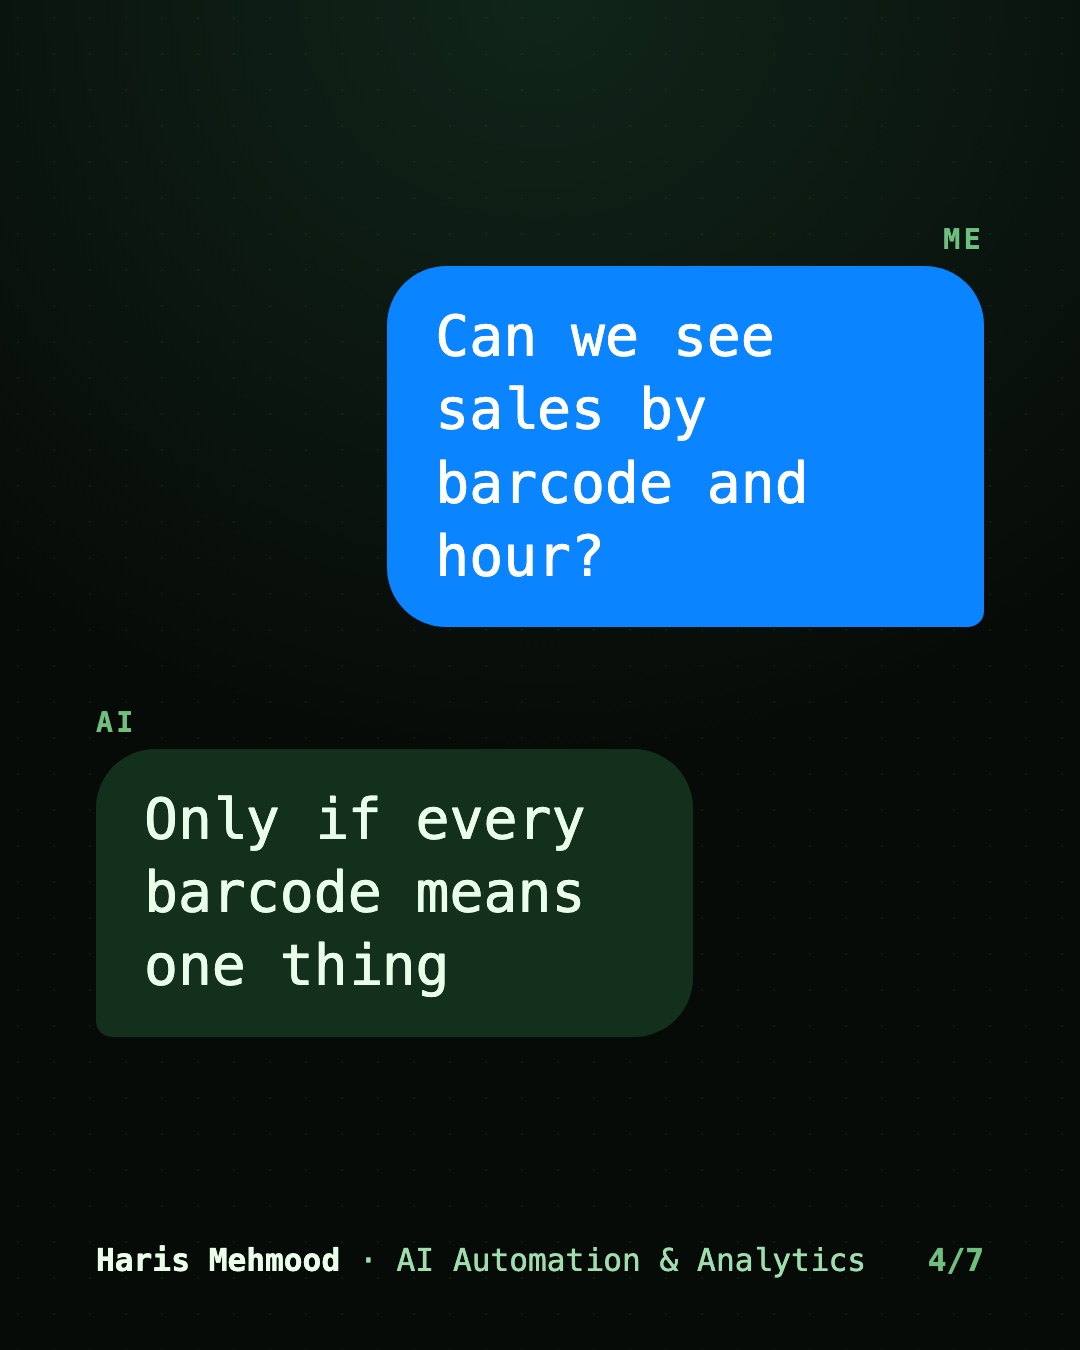 ME
Can we see
sales by
barcode and
hour?
AI
Only if every
barcode means
one thing
Haris Mehmood · AI Automation & Analytics 4/7